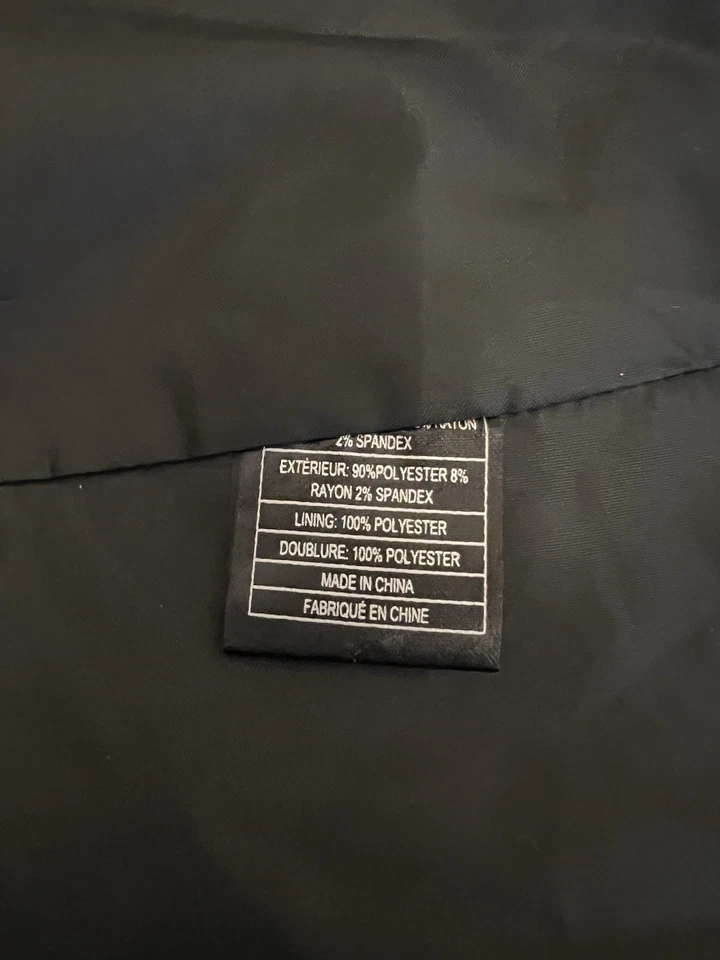 RAYON
2% SPANDEX
EXTÉRIEUR: 90%POLYESTER 8%
RAYON 2% SPANDEX
LINING: 100% POLYESTER
DOUBLURE: 100% POLYESTER
MADE IN CHINA
FABRIQUÉ EN CHINE